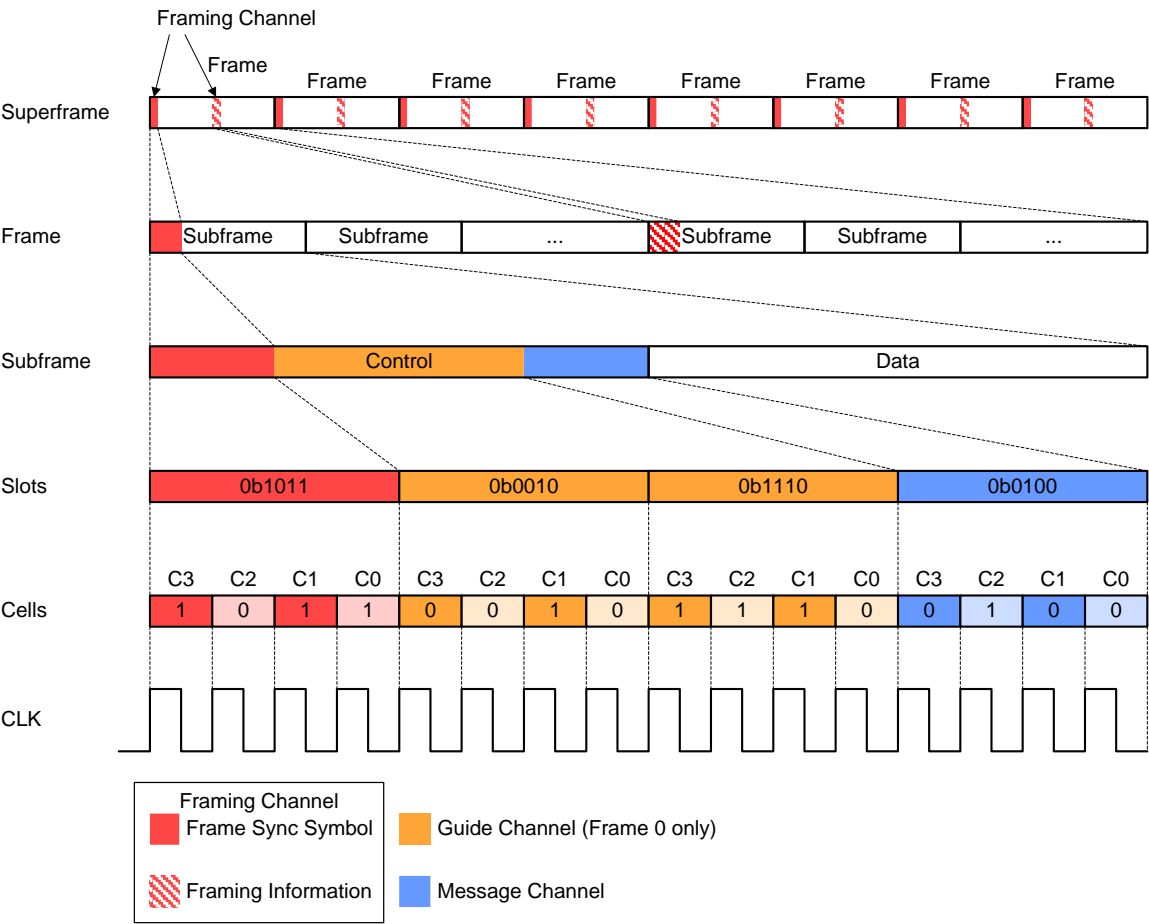 Framing Channel
Frame
Frame Frame Frame Frame Frame Frame Frame
Superframe
Frame Subframe Subframe ... Subframe Subframe ...
Subframe Control Data
Slots 0b1011 0b0010 0b1110 0b0100
C3 C2 C1 C0 C3 C2 C1 C0 C3 C2 C1 C0 C3 C2 C1 C0
Cells 1 0 1 1 0 0 1 0 1 1 1 0 0 1 0 0
CLK
Framing Channel
Frame Sync Symbol Guide Channel (Frame 0 only)
Framing Information Message Channel